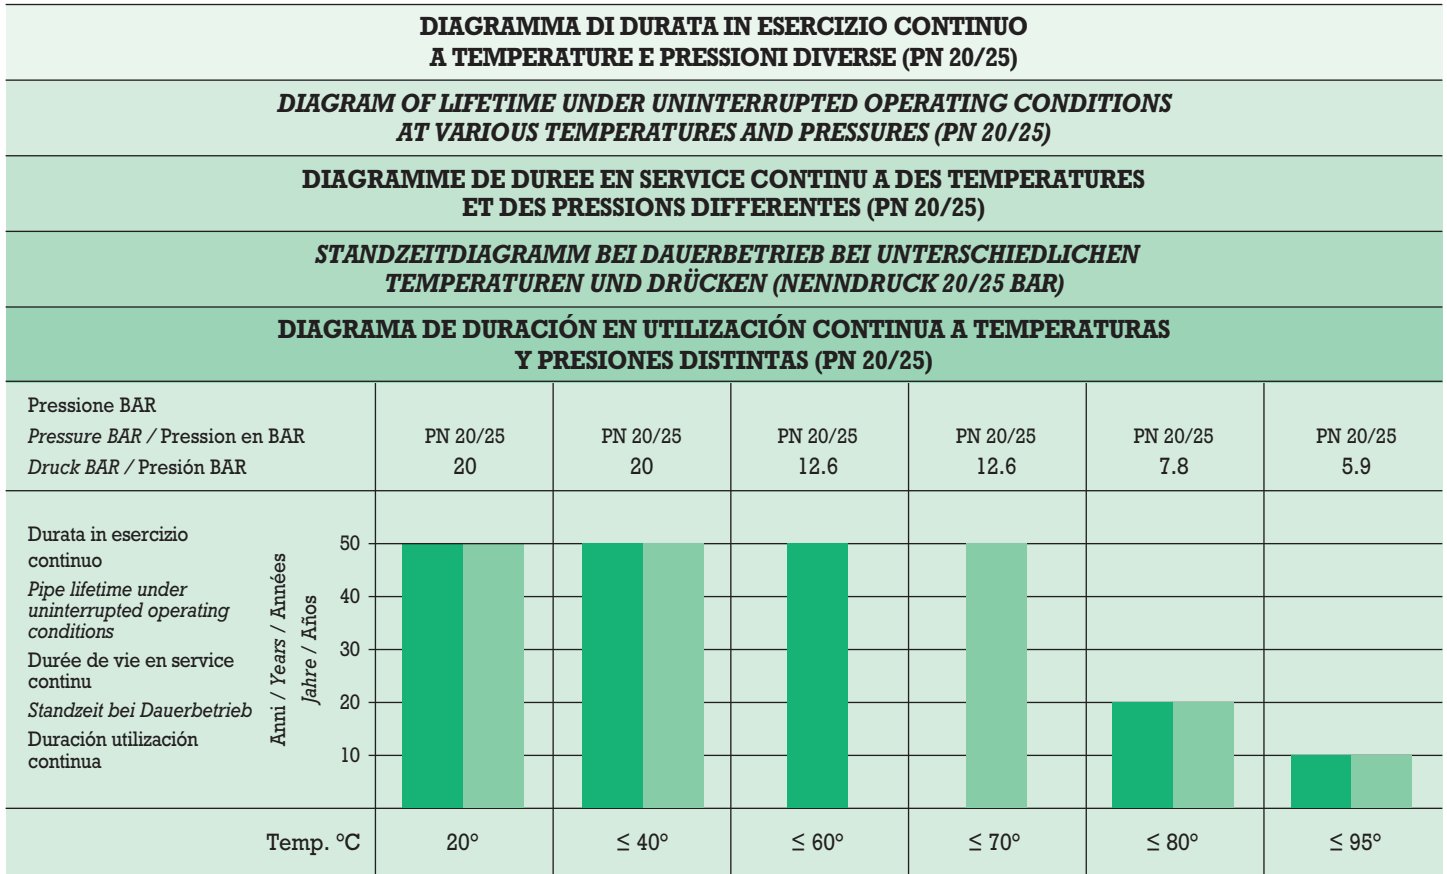 DIAGRAMMA DI DURATA IN ESERCIZIO CONTINUO
A TEMPERATURE E PRESSIONI DIVERSE (PN 20/25)
DIAGRAM OF LIFETIME UNDER UNINTERRUPTED OPERATING CONDITIONS
AT VARIOUS TEMPERATURES AND PRESSURES (PN 20/25)
DIAGRAMME DE DUREE EN SERVICE CONTINU A DES TEMPERATURES
ET DES PRESSIONS DIFFERENTES (PN 20/25)
STANDZEITDIAGRAMM BEI DAUERBETRIEB BEI UNTERSCHIEDLICHEN
TEMPERATUREN UND DRÜCKEN (NENNDRUCK 20/25 BAR)
DIAGRAMA DE DURACIÓN EN UTILIZACIÓN CONTINUA A TEMPERATURAS
Y PRESIONES DISTINTAS (PN 20/25)
Pressione BAR
Pressure BAR / Pression en BAR PN 20/25 PN 20/25 PN 20/25 PN 20/25 PN 20/25 PN 20/25
Druck BAR / Presión BAR 20 20 12.6 12.6 7.8 5.9
Durata in esercizio
continuo
Pipe lifetime under
uninterrupted operating
conditions
Durée de vie en service
continu
Standzeit bei Dauerbetrieb
Duración utilización
continua
Anni / Years / Années
Jahre / Años
50
40
30
20
10
Temp. °C 20° ≤ 40° ≤ 60° ≤ 70° ≤ 80° ≤ 95°